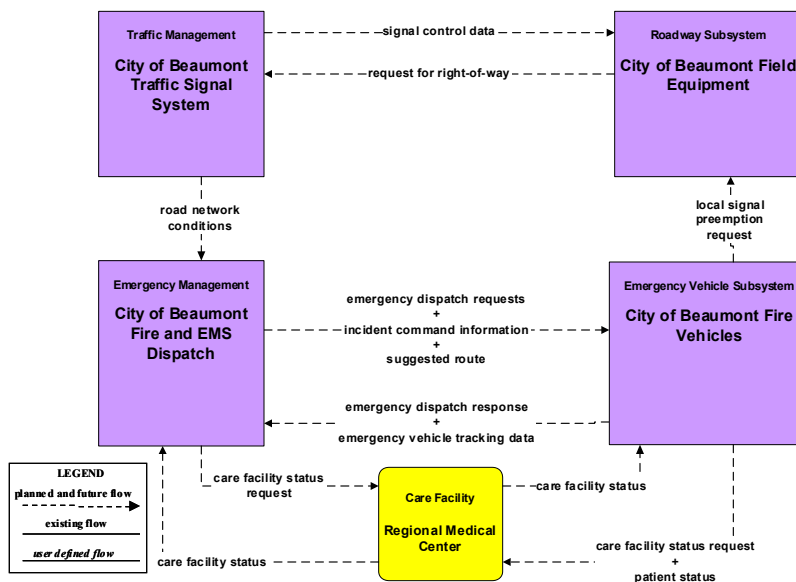 Traffic Management
City of Beaumont
Traffic Signal
System
signal control data
request for right-of-way
Roadway Subsystem
City of Beaumont Field
Equipment
road network
conditions
local signal
preemption
request
Emergency Management
City of Beaumont
Fire and EMS
Dispatch
emergency dispatch requests
+
incident command information
+
suggested route
Emergency Vehicle Subsystem
City of Beaumont Fire
Vehicles
emergency dispatch response
+
emergency vehicle tracking data
LEGEND
planned and future flow
existing flow
user defined flow
care facility status
request
Care Facility
Regional Medical
Center
care facility status
care facility status
care facility status request
+
patient status